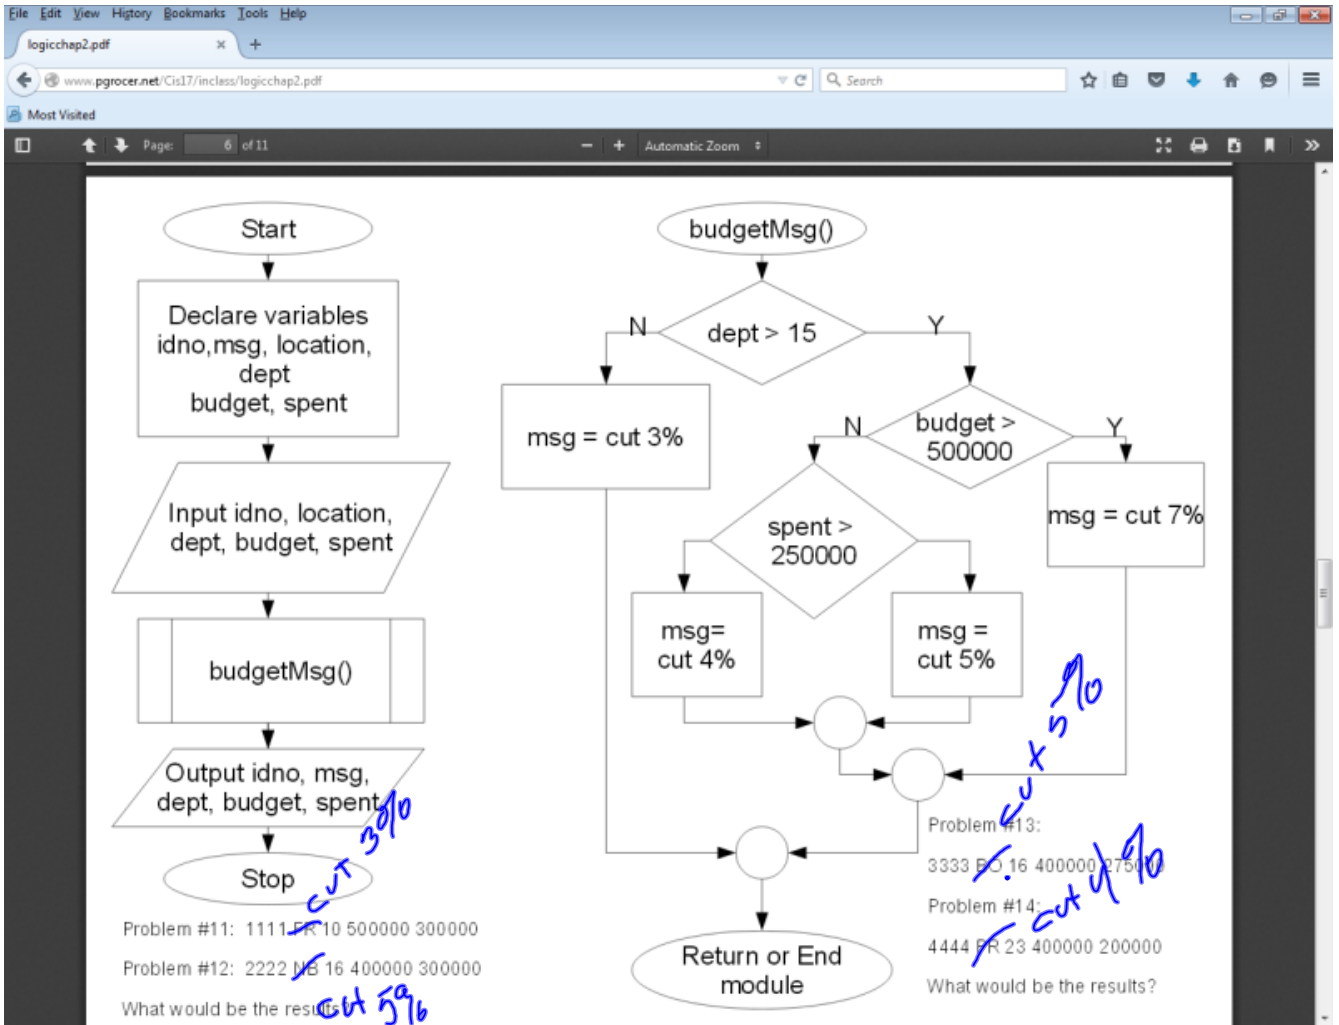 File Edit View History Bookmarks Tools Help
logicchap2.pdf × +
www.pgrocer.net/Cis17/inclass/logicchap2.pdf
Search
Most Visited
Page: 6 of 11
Automatic Zoom
Start
Declare variables
idno,msg, location,
dept
budget, spent
Input idno, location,
dept, budget, spent
budgetMsg()
Output idno, msg,
dept, budget, spent
Stop
cut 3%
Problem #11: 1111 FR 10 500000 300000
Problem #12: 2222 NB 16 400000 300000
What would be the results?
cut 5%
budgetMsg()
dept > 15
N
Y
msg = cut 3%
budget >
500000
N
Y
msg = cut 7%
spent >
250000
msg=
cut 4%
msg =
cut 5%
Return or End
module
cut 5%
Problem #13:
3333 BO 16 400000 275000
cut 4%
Problem #14:
4444 FR 23 400000 200000
What would be the results?